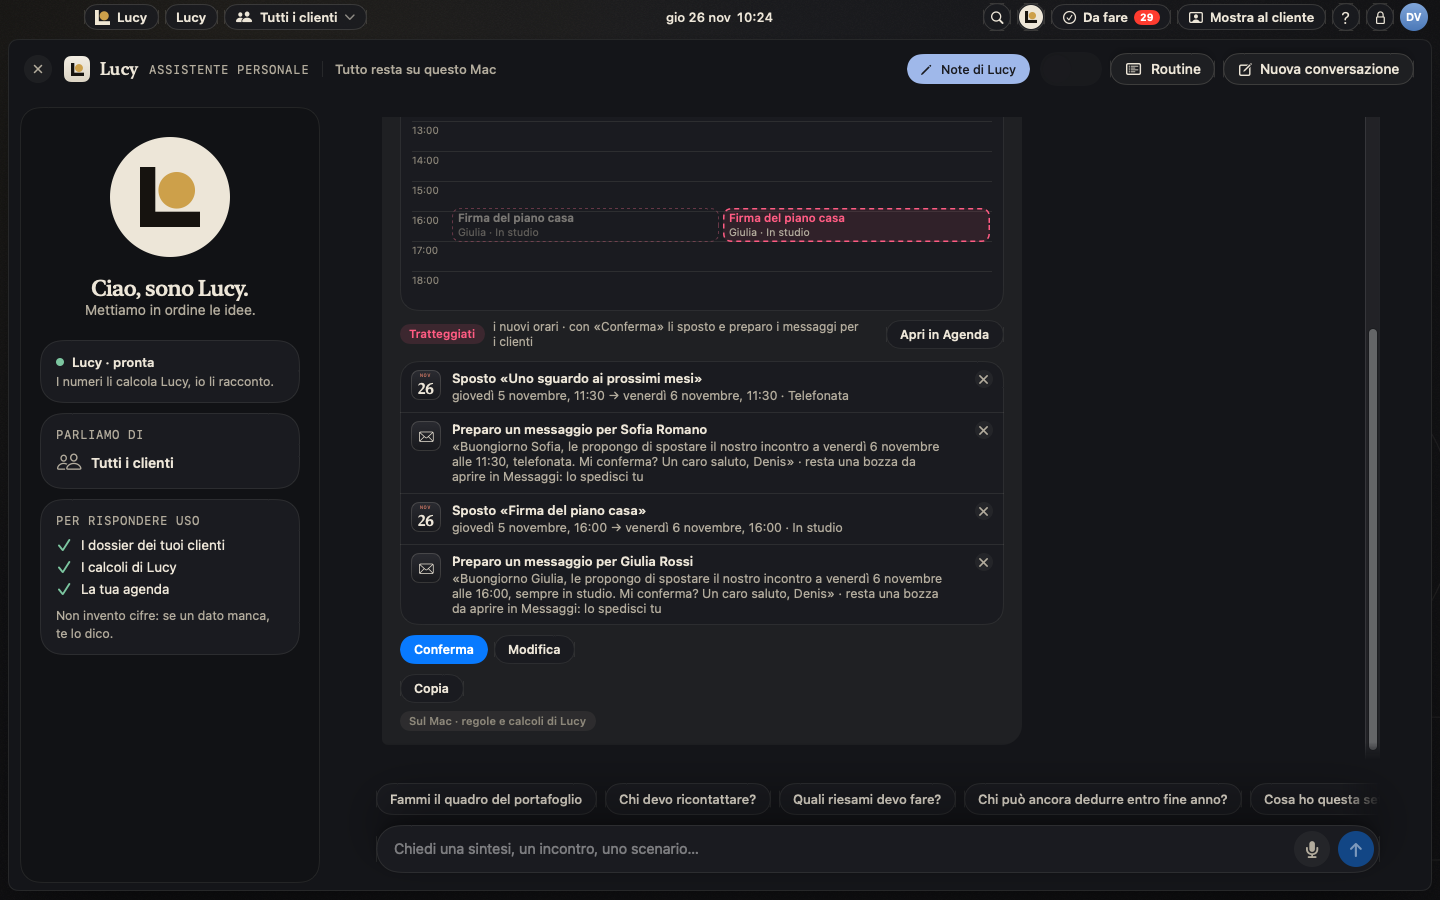 Lucy
Lucy
Tutti i clienti
gio 26 nov 10:24
Da fare 29
Mostra al cliente
?
DV
Lucy ASSISTENTE PERSONALE
Tutto resta su questo Mac
Note di Lucy
Routine
Nuova conversazione
Ciao, sono Lucy.
Mettiamo in ordine le idee.
Lucy · pronta
I numeri li calcola Lucy, io li racconto.
PARLIAMO DI
Tutti i clienti
PER RISPONDERE USO
I dossier dei tuoi clienti
I calcoli di Lucy
La tua agenda
Non invento cifre: se un dato manca,
te lo dico.
13:00
14:00
15:00
16:00
Firma del piano casa
Giulia · In studio
Firma del piano casa
Giulia · In studio
17:00
18:00
Tratteggiati
i nuovi orari · con «Conferma» li sposto e preparo i messaggi per
i clienti
Apri in Agenda
NOV
26
Sposto «Uno sguardo ai prossimi mesi»
giovedì 5 novembre, 11:30 → venerdì 6 novembre, 11:30 · Telefonata
Preparo un messaggio per Sofia Romano
«Buongiorno Sofia, le propongo di spostare il nostro incontro a venerdì 6 novembre
alle 11:30, telefonata. Mi conferma? Un caro saluto, Denis» · resta una bozza da
aprire in Messaggi: lo spedisci tu
NOV
26
Sposto «Firma del piano casa»
giovedì 5 novembre, 16:00 → venerdì 6 novembre, 16:00 · In studio
Preparo un messaggio per Giulia Rossi
«Buongiorno Giulia, le propongo di spostare il nostro incontro a venerdì 6 novembre
alle 16:00, sempre in studio. Mi conferma? Un caro saluto, Denis» · resta una bozza
da aprire in Messaggi: lo spedisci tu
Conferma
Modifica
Copia
Sul Mac · regole e calcoli di Lucy
Fammi il quadro del portafoglio
Chi devo ricontattare?
Quali riesami devo fare?
Chi può ancora dedurre entro fine anno?
Cosa ho questa se
Chiedi una sintesi, un incontro, uno scenario...